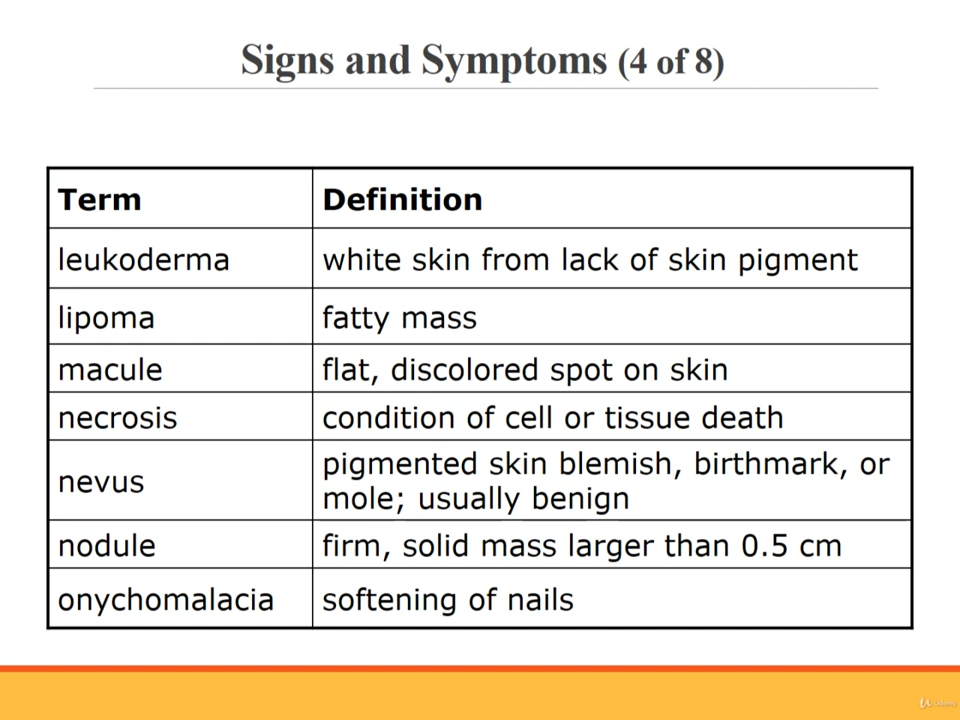 Signs and Symptoms (4 of 8)
Term Definition
leukoderma white skin from lack of skin pigment
lipoma fatty mass
macule flat, discolored spot on skin
necrosis condition of cell or tissue death
nevus pigmented skin blemish, birthmark, or
mole; usually benign
nodule firm, solid mass larger than 0.5 cm
onychomalacia softening of nails
Udemy